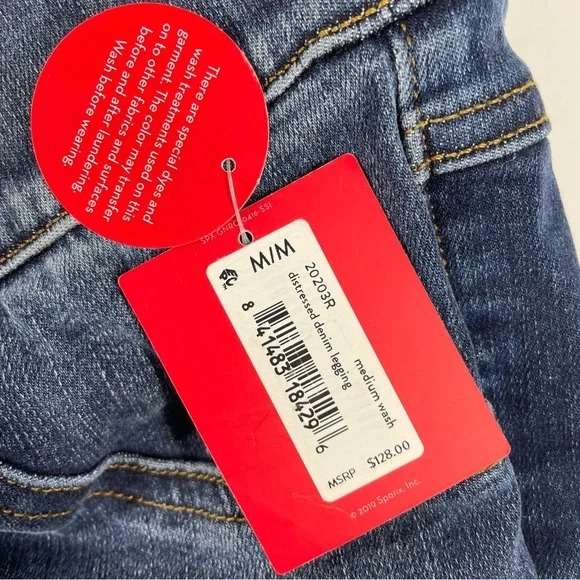 There are special dyes and
wash treatments used on this
garment. The color may transfer
on to other fabrics and surfaces
before and after laundering.
Wash before wearing.
M/M
20203R
distressed denim legging
medium wash
8 41483 18429 6
MSRP $128.00
© 2019 Spanx, Inc.